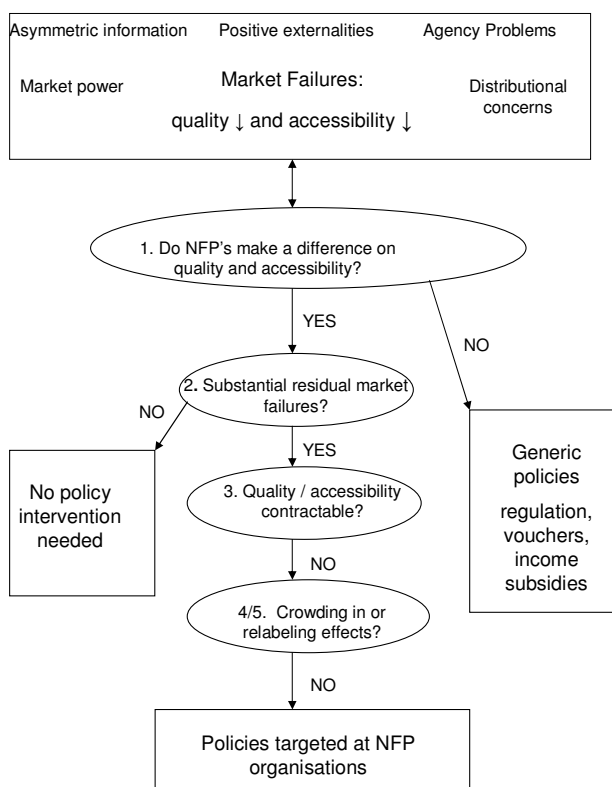 Asymmetric information
Positive externalities
Agency Problems
Market power
Market Failures:
Distributional
concerns
quality ↓ and accessibility ↓
1. Do NFP's make a difference on
quality and accessibility?
YES
NO
2. Substantial residual market
failures?
NO
YES
No policy
intervention
needed
3. Quality / accessibility
contractable?
Generic
policies
regulation,
vouchers,
income
subsidies
NO
4/5. Crowding in or
relabeling effects?
NO
Policies targeted at NFP
organisations